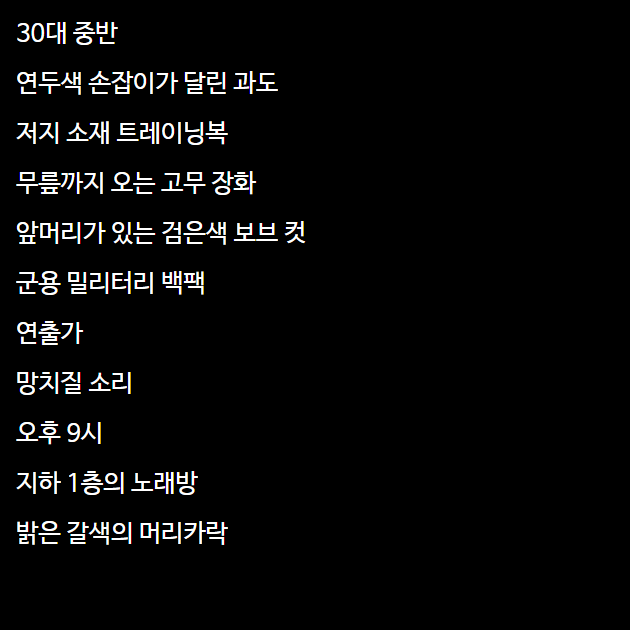 30대 중반
연두색 손잡이가 달린 과도
저지 소재 트레이닝복
무릎까지 오는 고무 장화
앞머리가 있는 검은색 보브 컷
군용 밀리터리 백팩
연출가
망치질 소리
오후 9시
지하 1층의 노래방
밝은 갈색의 머리카락